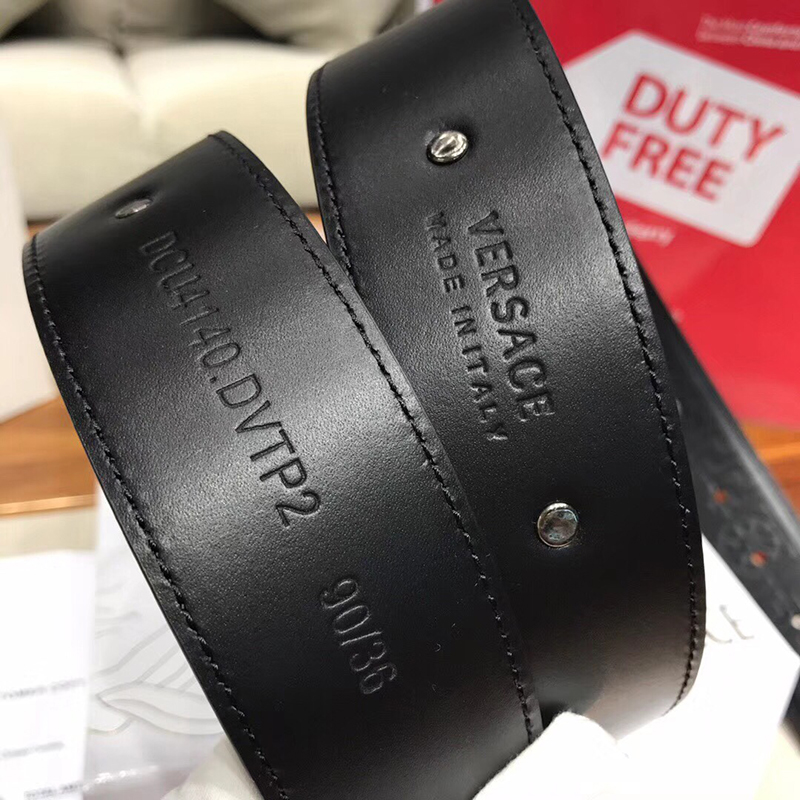 DUTY
FREE
VERSACE
MADE IN ITALY
DCU4140.DVTP2
90/36